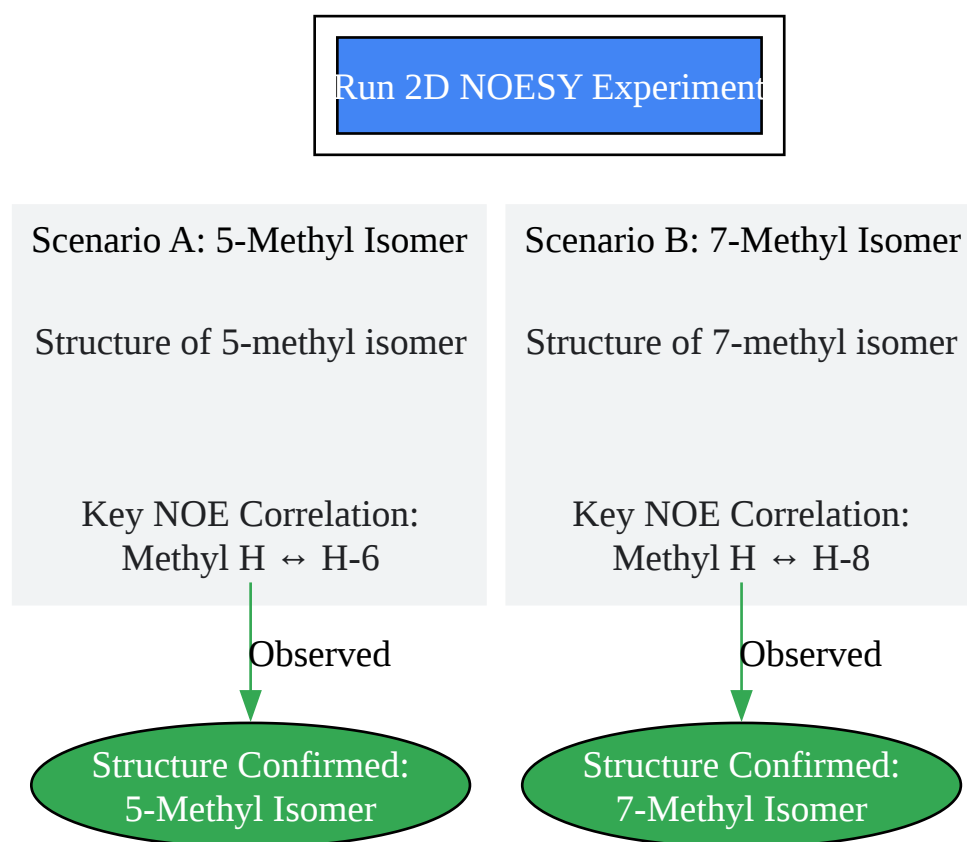 Run 2D NOESY Experiment
Scenario A: 5-Methyl Isomer
Structure of 5-methyl isomer
Key NOE Correlation:
Methyl H ↔ H-6
Observed
Structure Confirmed:
5-Methyl Isomer
Scenario B: 7-Methyl Isomer
Structure of 7-methyl isomer
Key NOE Correlation:
Methyl H ↔ H-8
Observed
Structure Confirmed:
7-Methyl Isomer